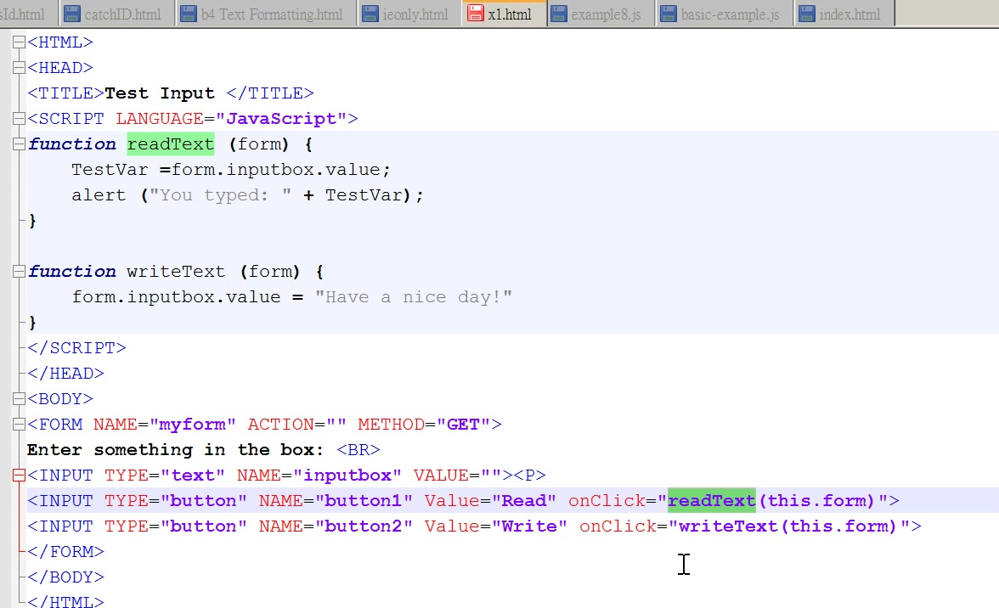 sId.html catchID.html b4 Text Formatting.html ieonly.html x1.html example8.js basic-example.js index.html
<HTML>
<HEAD>
<TITLE>Test Input </TITLE>
<SCRIPT LANGUAGE="JavaScript">
function readText (form) {
    TestVar =form.inputbox.value;
    alert ("You typed: " + TestVar);
}

function writeText (form) {
    form.inputbox.value = "Have a nice day!"
}
</SCRIPT>
</HEAD>
<BODY>
<FORM NAME="myform" ACTION="" METHOD="GET">
Enter something in the box: <BR>
<INPUT TYPE="text" NAME="inputbox" VALUE=""><P>
<INPUT TYPE="button" NAME="button1" Value="Read" onClick="readText(this.form)">
<INPUT TYPE="button" NAME="button2" Value="Write" onClick="writeText(this.form)">
</FORM>
</BODY>
</HTML>